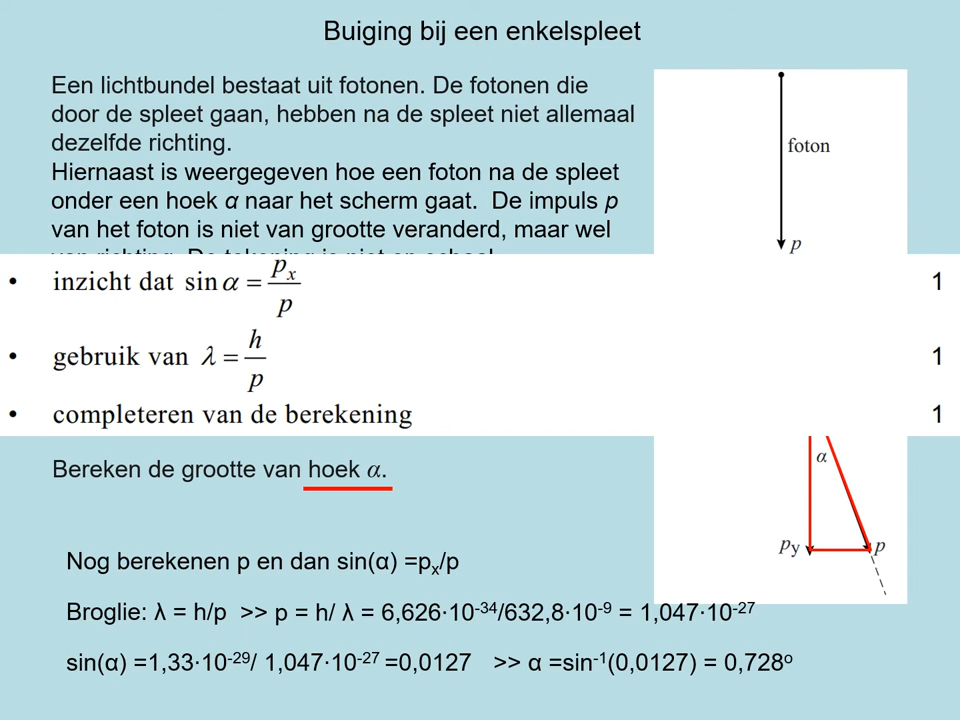 Buiging bij een enkelspleet
Een lichtbundel bestaat uit fotonen. De fotonen die
door de spleet gaan, hebben na de spleet niet allemaal
dezelfde richting.
Hiernaast is weergegeven hoe een foton na de spleet
onder een hoek α naar het scherm gaat. De impuls p
van het foton is niet van grootte veranderd, maar wel
foton
p
• inzicht dat sin α = pₓ/p 1
• gebruik van λ = h/p 1
• completeren van de berekening 1
Bereken de grootte van hoek α.
α
py
p
Nog berekenen p en dan sin(α) =pₓ/p
Broglie: λ = h/p >> p = h/ λ = 6,626·10⁻³⁴/632,8·10⁻⁹ = 1,047·10⁻²⁷
sin(α) =1,33·10⁻²⁹/ 1,047·10⁻²⁷ =0,0127 >> α =sin⁻¹(0,0127) = 0,728º